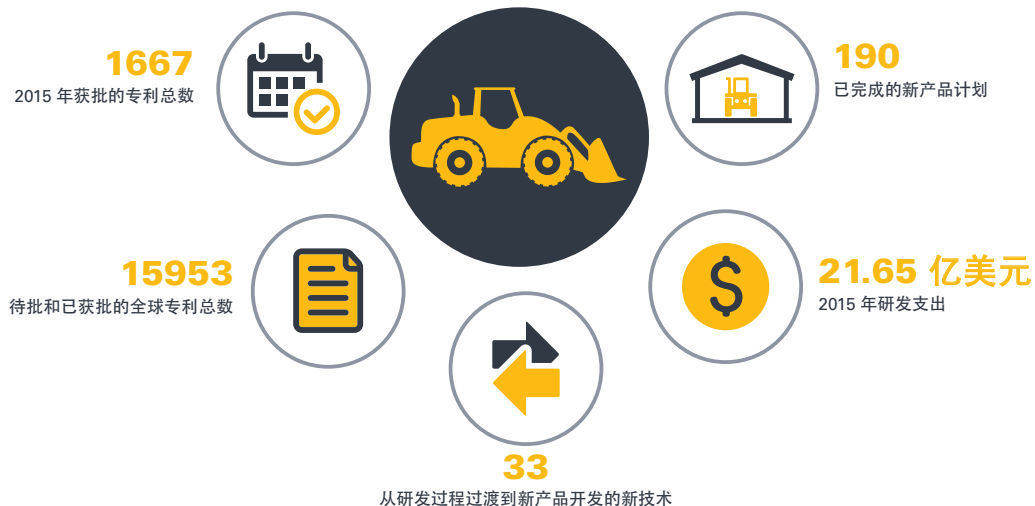 1667
2015 年获批的专利总数
190
已完成的新产品计划
15953
待批和已获批的全球专利总数
$
21.65 亿美元
2015 年研发支出
33
从研发过程过渡到新产品开发的新技术